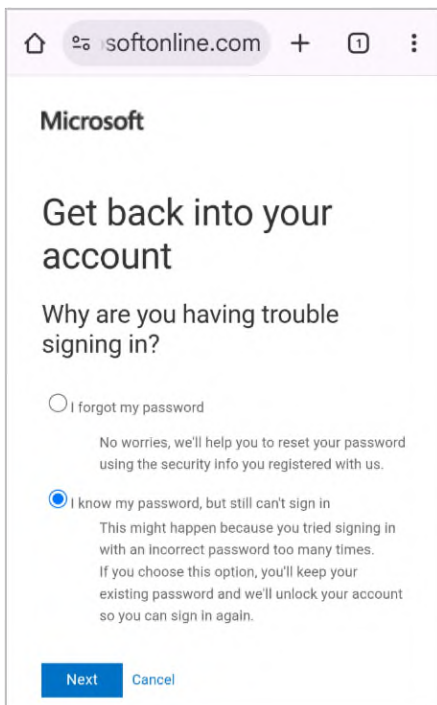 softonline.com
1
Microsoft
Get back into your
account
Why are you having trouble
signing in?
I forgot my password
No worries, we'll help you to reset your password
using the security info you registered with us.
I know my password, but still can't sign in
This might happen because you tried signing in
with an incorrect password too many times.
If you choose this option, you'll keep your
existing password and we'll unlock your account
so you can sign in again.
Next Cancel